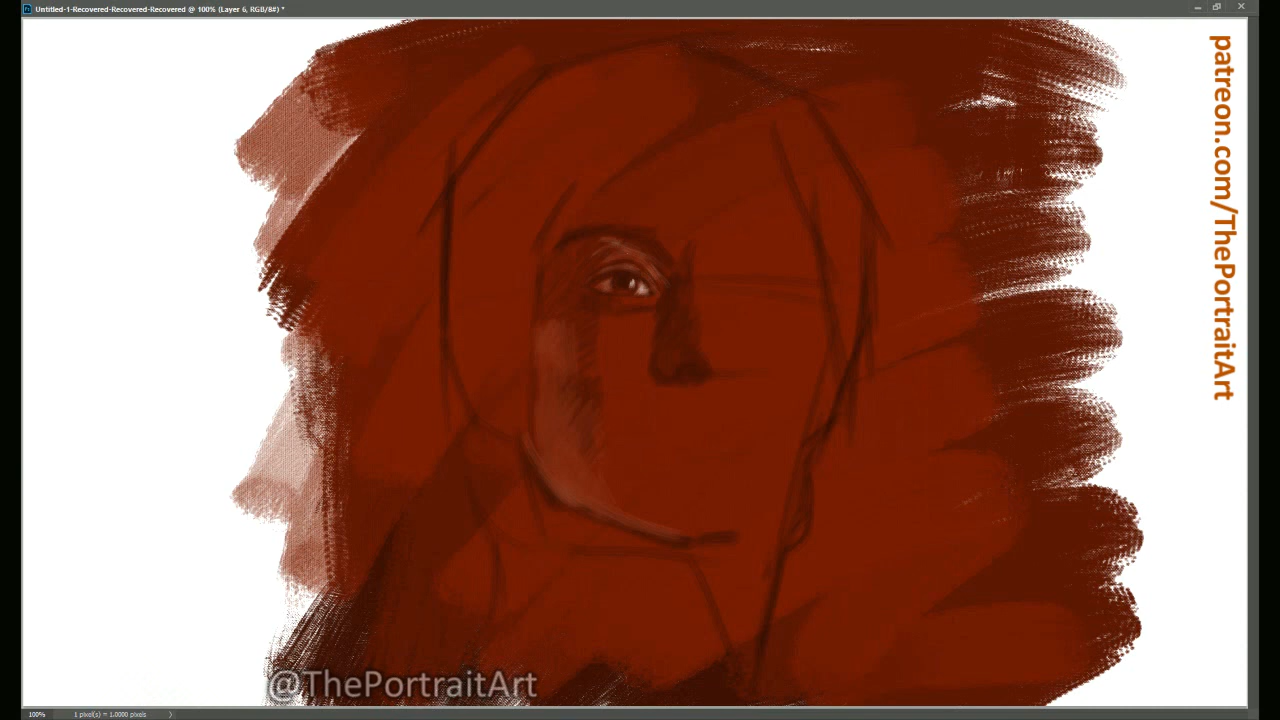 Untitled-1-Recovered-Recovered-Recovered @ 100% (Layer 6, RGB/8#) *
patreon.com/ThePortraitArt
@ThePortraitArt
100% 1 pixel(s) = 1.0000 pixels